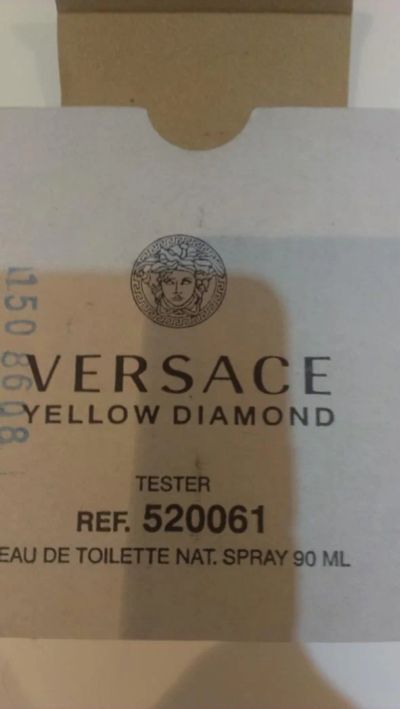 VERSACE
YELLOW DIAMOND
TESTER
REF. 520061
EAU DE TOILETTE NAT. SPRAY 90 ML